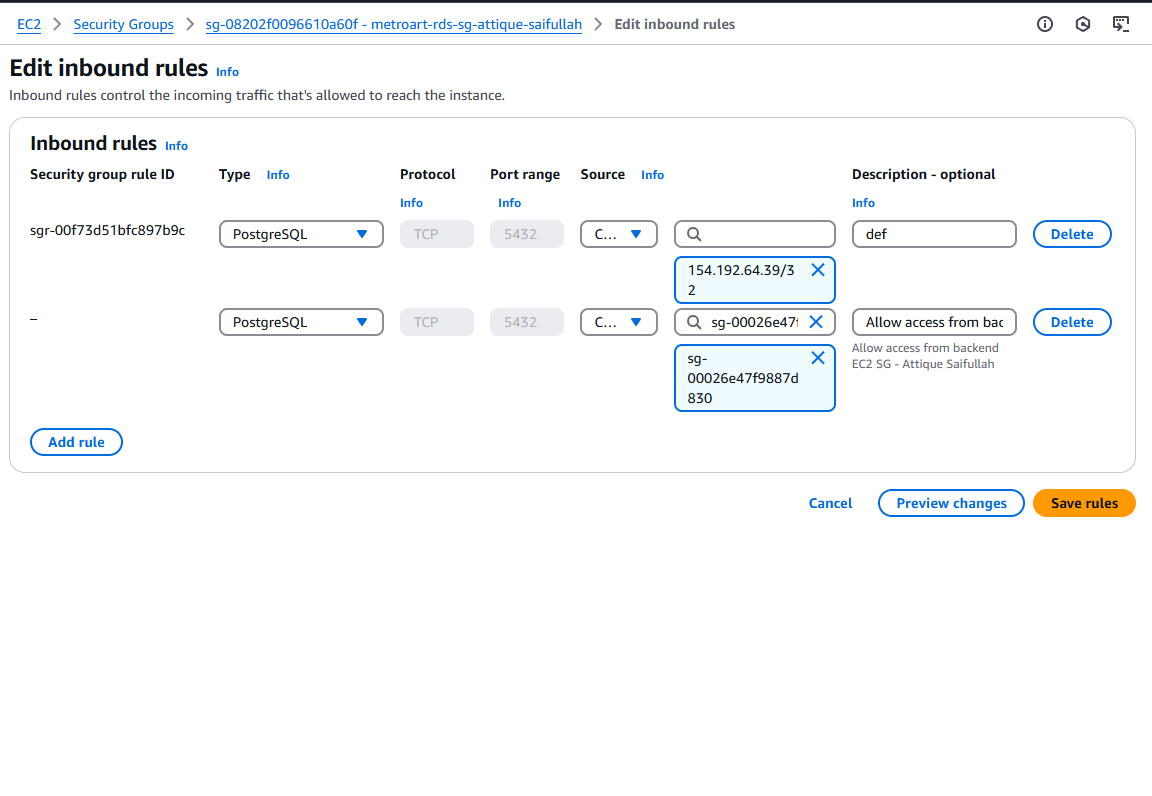 EC2 > Security Groups > sg-08202f0096610a60f - metroart-rds-sg-attique-saifullah > Edit inbound rules
Edit inbound rules Info
Inbound rules control the incoming traffic that's allowed to reach the instance.
Inbound rules Info
Security group rule ID Type Info Protocol Port range Source Info Description - optional
Info Info Info
sgr-00f73d51bfc897b9c PostgreSQL TCP 5432 C... def Delete
154.192.64.39/3
2
– PostgreSQL TCP 5432 C... sg-00026e47f Allow access from bac Delete
Allow access from backend
EC2 SG - Attique Saifullah
sg-
00026e47f9887d
830
Add rule
Cancel Preview changes Save rules